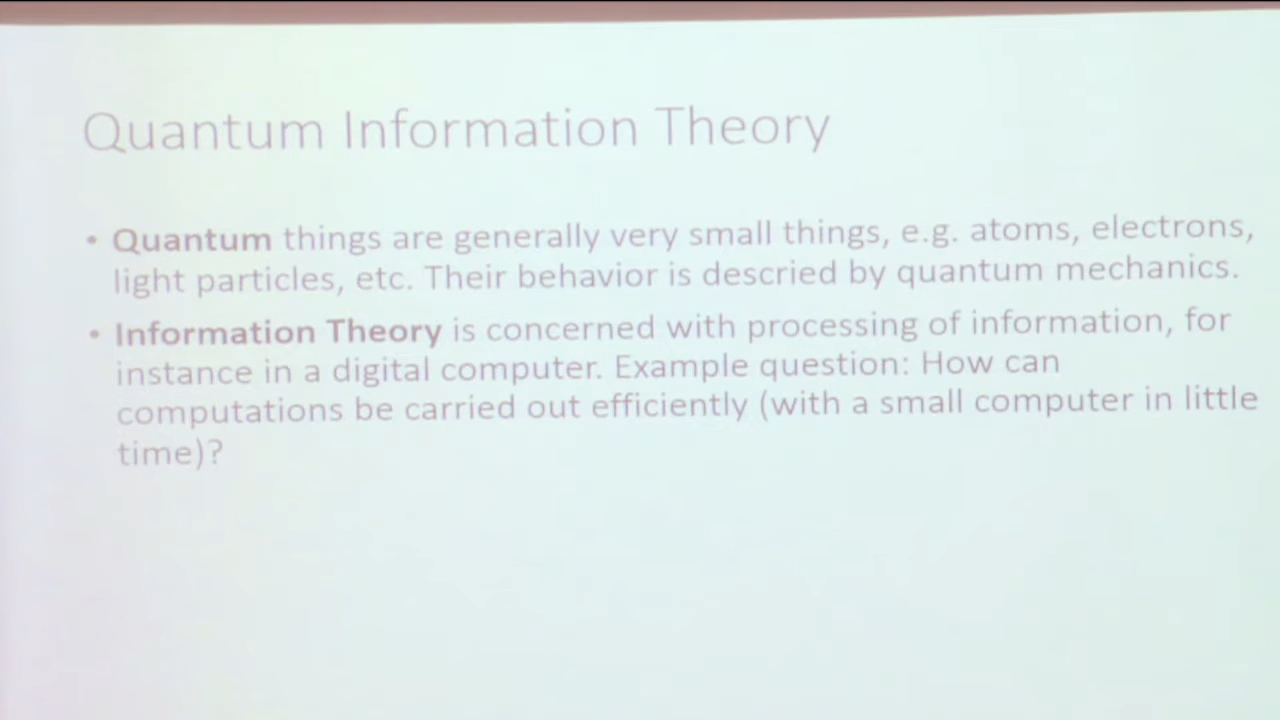 Quantum Information Theory
• Quantum things are generally very small things, e.g. atoms, electrons,
light particles, etc. Their behavior is descried by quantum mechanics.
• Information Theory is concerned with processing of information, for
instance in a digital computer. Example question: How can
computations be carried out efficiently (with a small computer in little
time)?